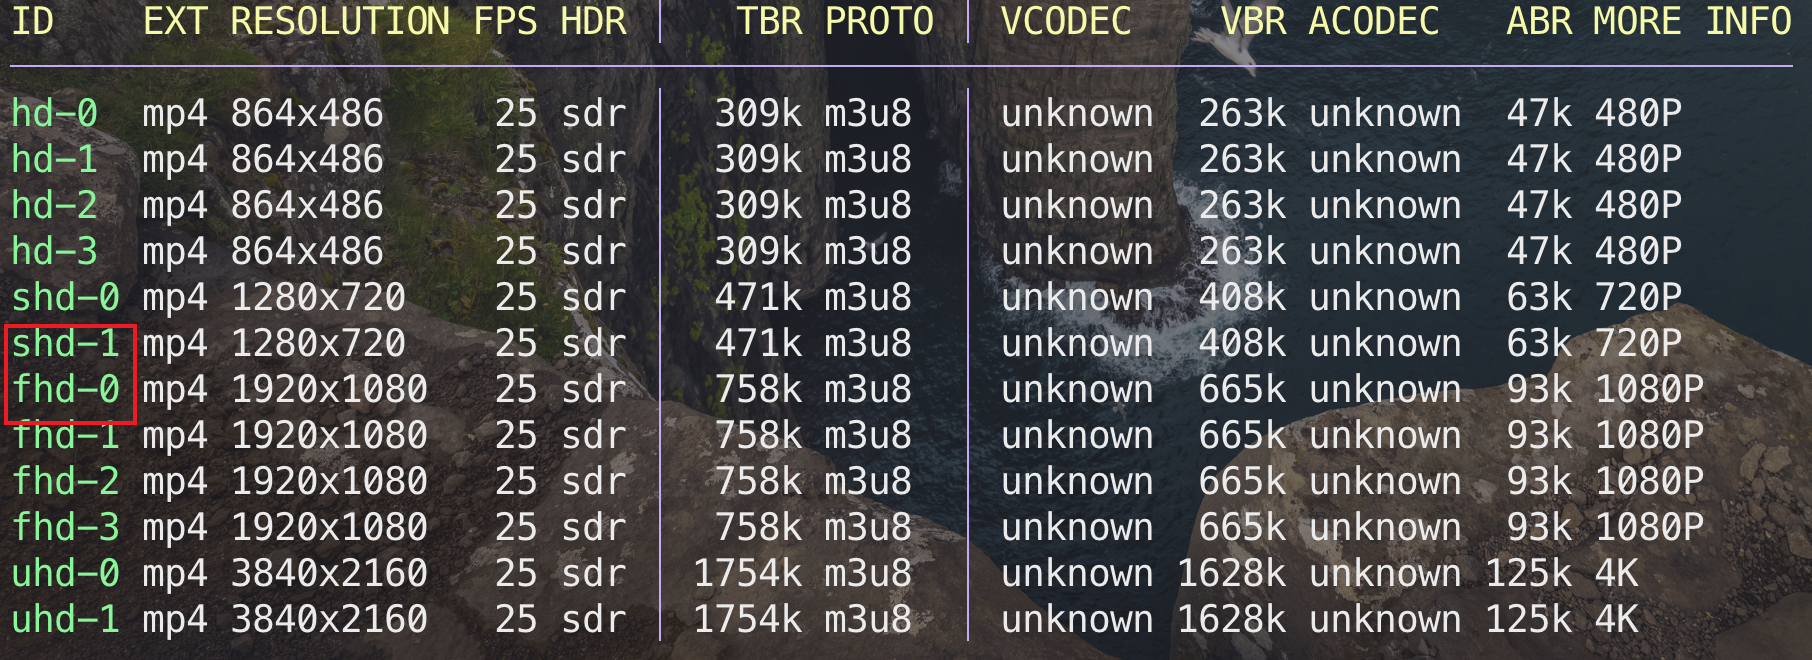 ID EXT RESOLUTION FPS HDR │ TBR PROTO │ VCODEC VBR ACODEC ABR MORE INFO
hd-0 mp4 864x486 25 sdr │ 309k m3u8 │ unknown 263k unknown 47k 480P
hd-1 mp4 864x486 25 sdr │ 309k m3u8 │ unknown 263k unknown 47k 480P
hd-2 mp4 864x486 25 sdr │ 309k m3u8 │ unknown 263k unknown 47k 480P
hd-3 mp4 864x486 25 sdr │ 309k m3u8 │ unknown 263k unknown 47k 480P
shd-0 mp4 1280x720 25 sdr │ 471k m3u8 │ unknown 408k unknown 63k 720P
shd-1 mp4 1280x720 25 sdr │ 471k m3u8 │ unknown 408k unknown 63k 720P
fhd-0 mp4 1920x1080 25 sdr │ 758k m3u8 │ unknown 665k unknown 93k 1080P
fhd-1 mp4 1920x1080 25 sdr │ 758k m3u8 │ unknown 665k unknown 93k 1080P
fhd-2 mp4 1920x1080 25 sdr │ 758k m3u8 │ unknown 665k unknown 93k 1080P
fhd-3 mp4 1920x1080 25 sdr │ 758k m3u8 │ unknown 665k unknown 93k 1080P
uhd-0 mp4 3840x2160 25 sdr │ 1754k m3u8 │ unknown 1628k unknown 125k 4K
uhd-1 mp4 3840x2160 25 sdr │ 1754k m3u8 │ unknown 1628k unknown 125k 4K